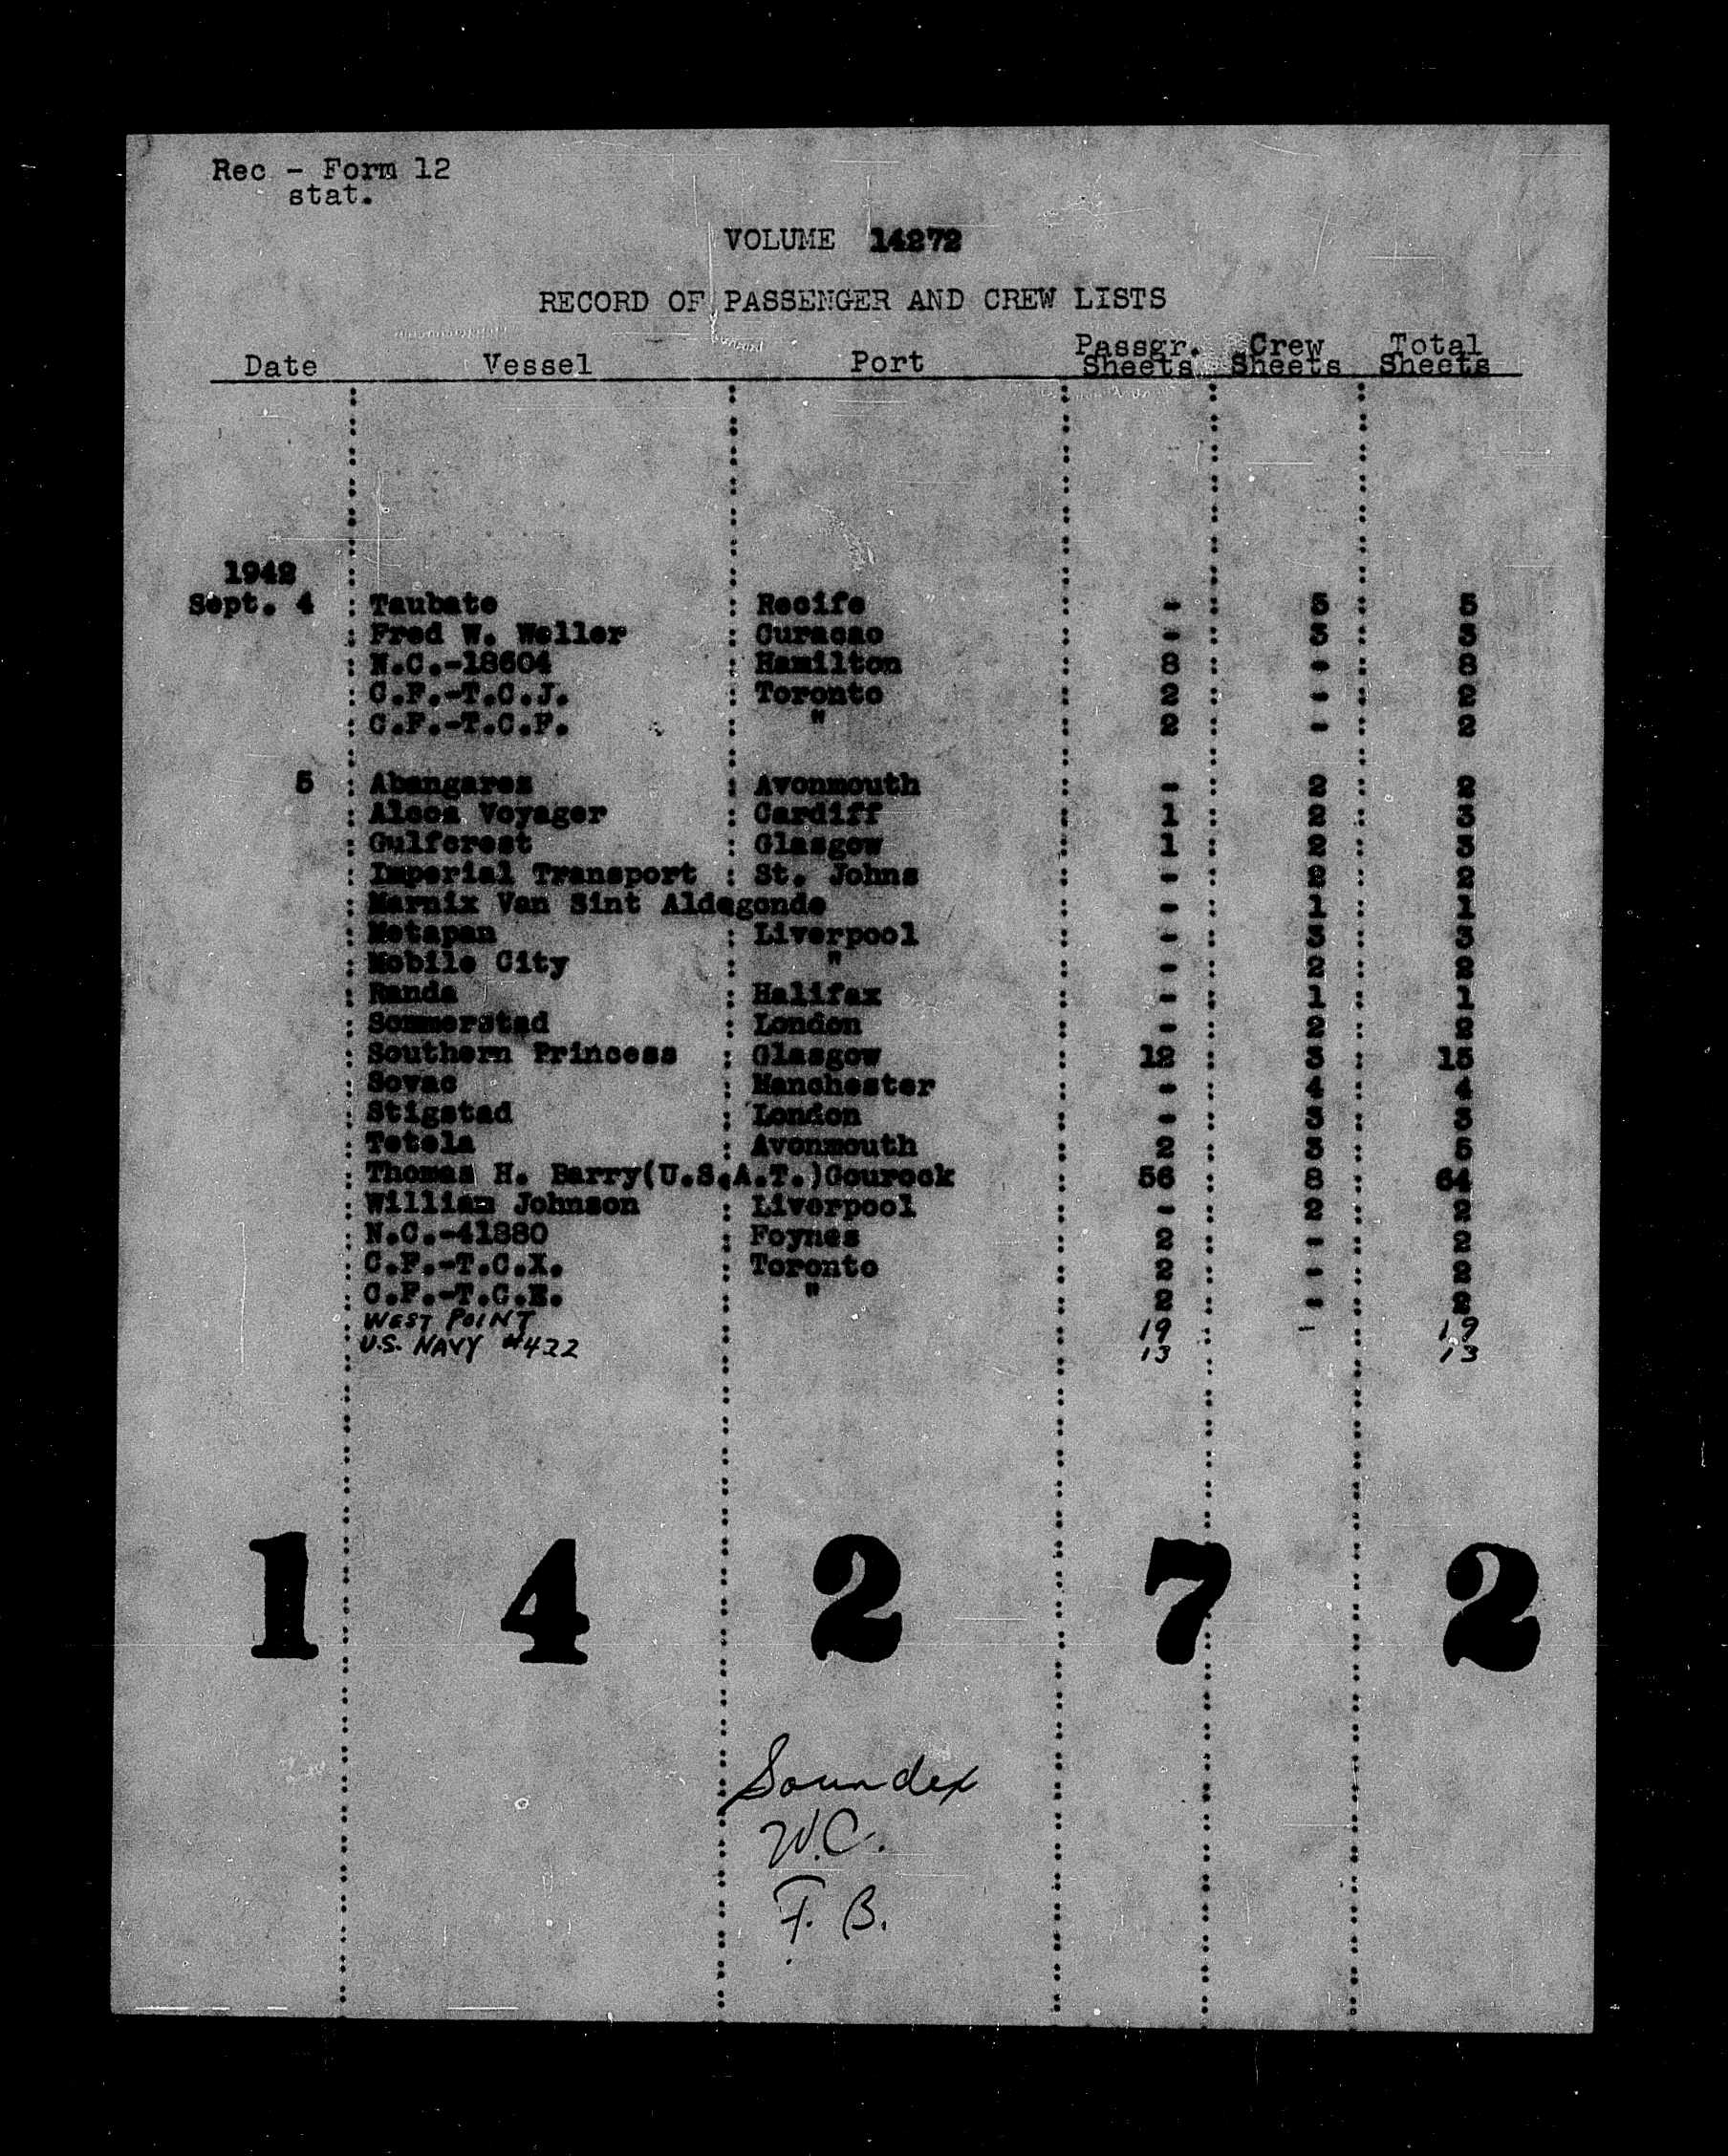 Rec - Form 12
stat.
VOLUME 14272
RECORD OF PASSENGER AND CREW LISTS
Date Vessel Port Passgr. Sheets Crew Sheets Total Sheets
1942
Sept. 4 : Taubate : Recife : - : 5 : 5
: Fred W. Weller : Curacao : - : 3 : 3
: N.C.-18604 : Hamilton : 8 : - : 8
: C.F.-T.C.J. : Toronto : 2 : - : 2
: C.F.-T.C.F. : " : 2 : - : 2
5 : Abangarez : Avonmouth : - : 2 : 2
: Alcoa Voyager : Cardiff : 1 : 2 : 3
: Gulfcrest : Glasgow : 1 : 2 : 3
: Imperial Transport : St. Johns : - : 2 : 2
: Marnix Van Sint Aldegonde : - : 1 : 1
: Metapan : Liverpool : - : 3 : 3
: Mobile City : " : - : 2 : 2
: Randa : Halifax : - : 1 : 1
: Sommerstad : London : - : 2 : 2
: Southern Princess : Glasgow : 12 : 3 : 15
: Sovac : Manchester : - : 4 : 4
: Stigstad : London : - : 3 : 3
: Tetela : Avonmouth : 2 : 3 : 5
: Thomas H. Barry(U.S.A.T.)Gourock : 56 : 8 : 64
: William Johnson : Liverpool : - : 2 : 2
: N.C.-41880 : Foynes : 2 : - : 2
: C.F.-T.C.X. : Toronto : 2 : - : 2
: C.F.-T.C.E. : " : 2 : - : 2
WEST POINT 19 - 19
U.S. NAVY #422 13 13
1 4 2 7 2
Soundex
W.C.
F. B.